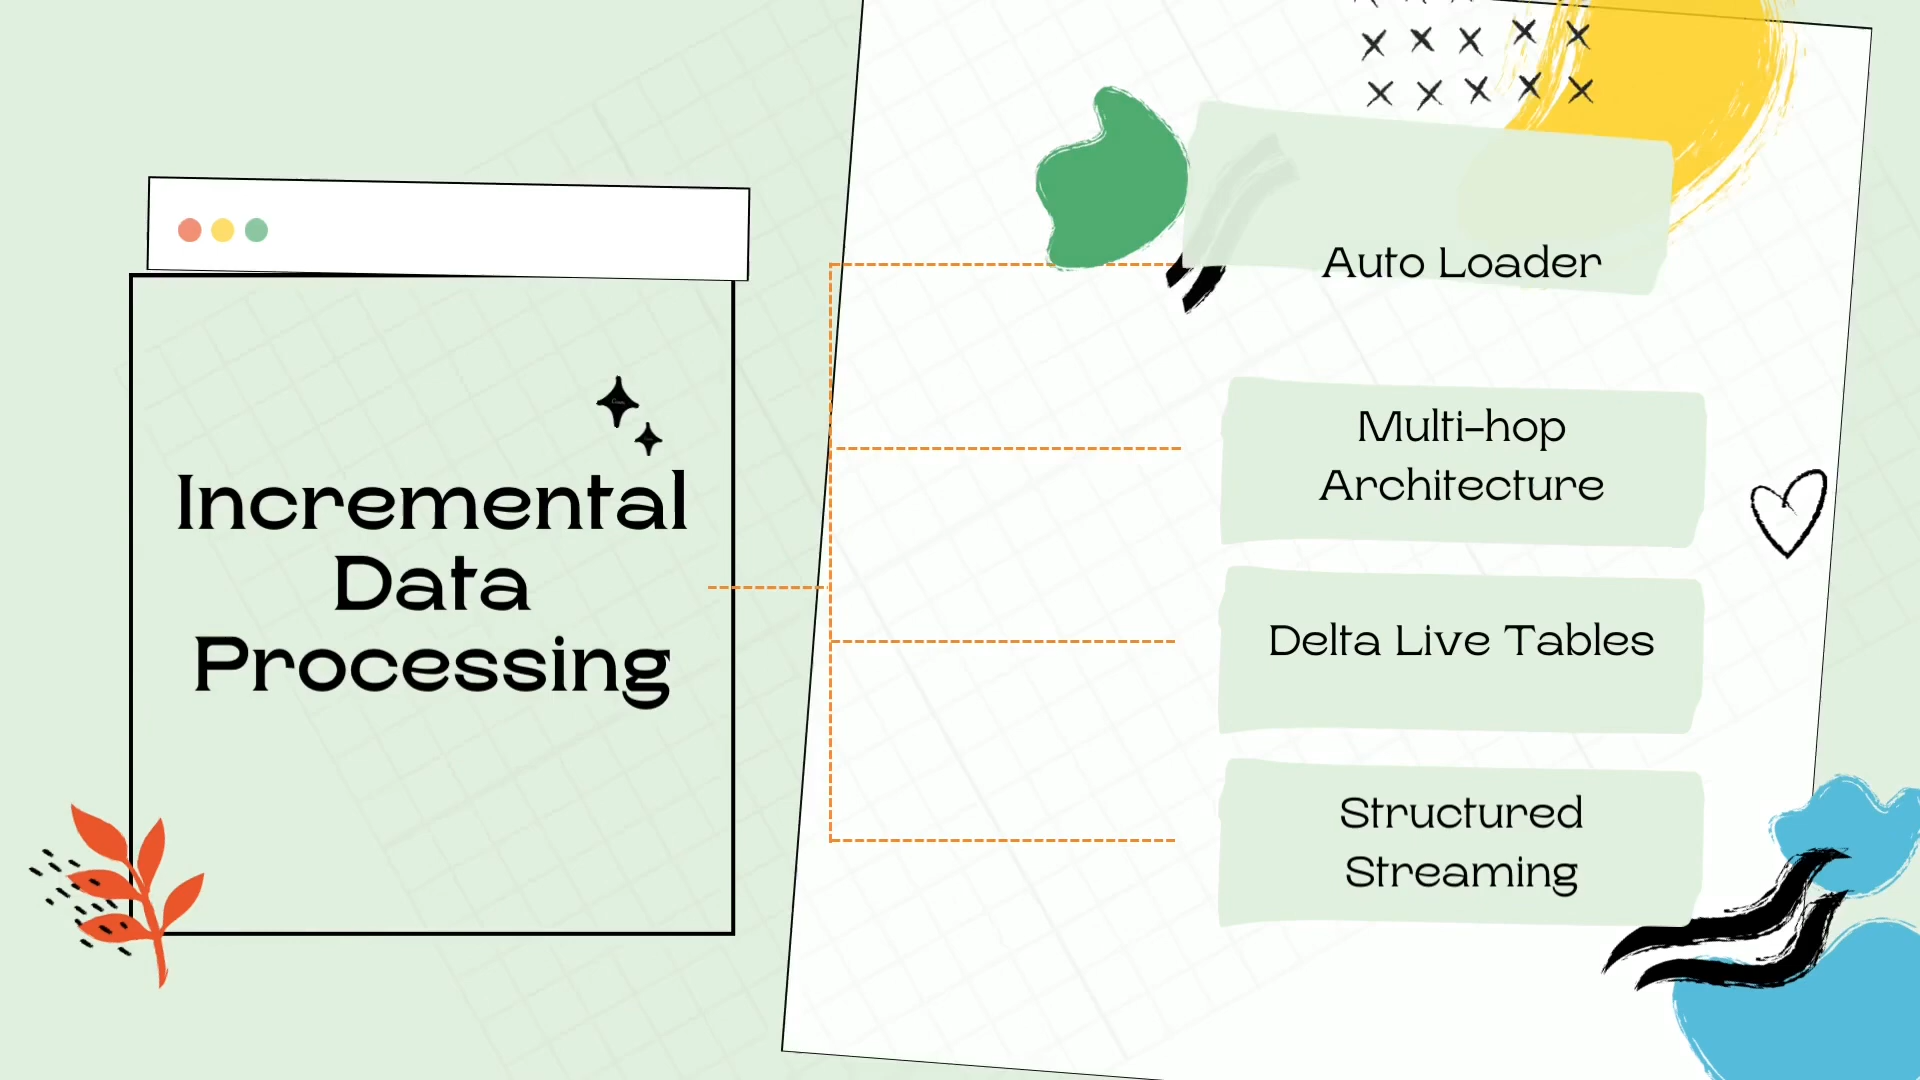 Incremental
Data
Processing
Auto Loader
Multi-hop
Architecture
Delta Live Tables
Structured
Streaming